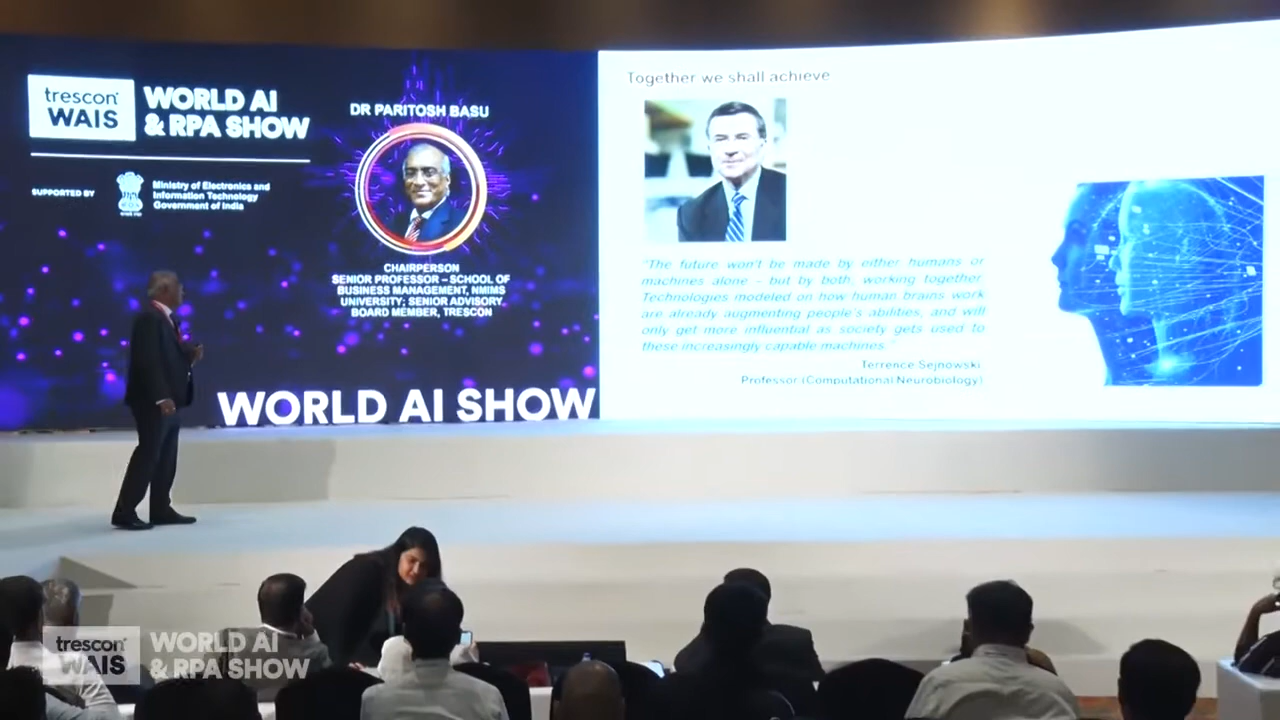 trescon
WAIS
WORLD AI
& RPA SHOW
SUPPORTED BY
Ministry of Electronics and
Information Technology
Government of India
DR PARITOSH BASU
CHAIRPERSON
SENIOR PROFESSOR – SCHOOL OF
BUSINESS MANAGEMENT, NMIMS
UNIVERSITY; SENIOR ADVISORY
BOARD MEMBER, TRESCON
WORLD AI SHOW
Together we shall achieve
"The future won't be made by either humans or
machines alone - but by both, working together.
Technologies modeled on how human brains work
are already augmenting people's abilities, and will
only get more influential as society gets used to
these increasingly capable machines."
Terrence Sejnowski
Professor (Computational Neurobiology)
trescon
WAIS
WORLD AI
& RPA SHOW